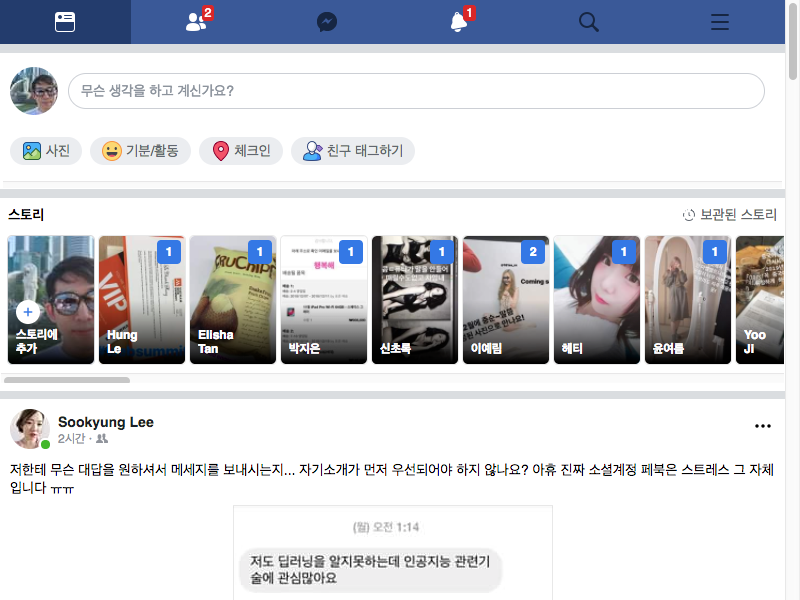 2
1
무슨 생각을 하고 계신가요?
사진
기분/활동
체크인
친구 태그하기
스토리
보관된 스토리
스토리에
추가
1
VIP
Hung
Le
1
Elisha
Tan
1
행복해
박지은
1
신초록
2
Coming s
이예림
1
헤티
1
윤여름
Yoo
JI
Sookyung Lee
2시간 ·
저한테 무슨 대답을 원하셔서 메세지를 보내시는지... 자기소개가 먼저 우선되어야 하지 않나요? 아휴 진짜 소셜계정 페북은 스트레스 그 자체
입니다 ㅠㅠ
(월) 오전 1:14
저도 딥러닝을 알지못하는데 인공지능 관련기
술에 관심많아요